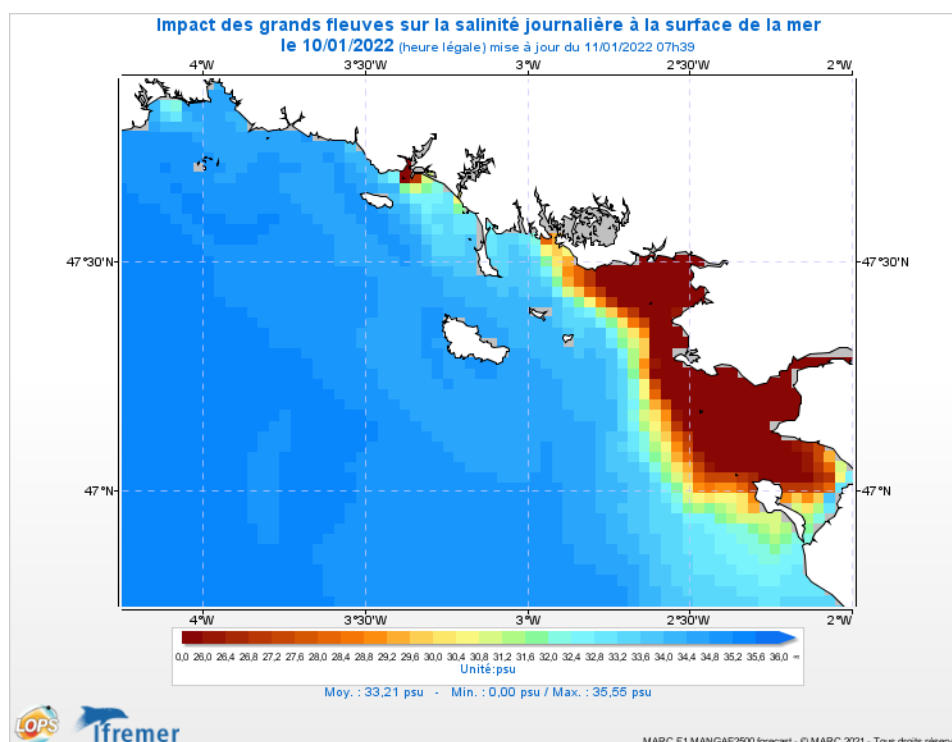 Impact des grands fleuves sur la salinité journalière à la surface de la mer
le 10/01/2022 (heure légale) mise à jour du 11/01/2022 07h39
4°W 3°30'W 3°W 2°30'W 2°W
47°30'N 47°30'N
47°N 47°N
4°W 3°30'W 3°W 2°30'W 2°W
0,0 26,0 26,4 26,8 27,2 27,6 28,0 28,4 28,8 29,2 29,6 30,0 30,4 30,8 31,2 31,6 32,0 32,4 32,8 33,2 33,6 34,0 34,4 34,8 35,2 35,6 36,0 ∞
Unité:psu
Moy. : 33,21 psu - Min. : 0,00 psu / Max. : 35,55 psu
LOPS ifremer
MARC F1 MANGAE2500 forecast - © MARC 2021 - Tous droits